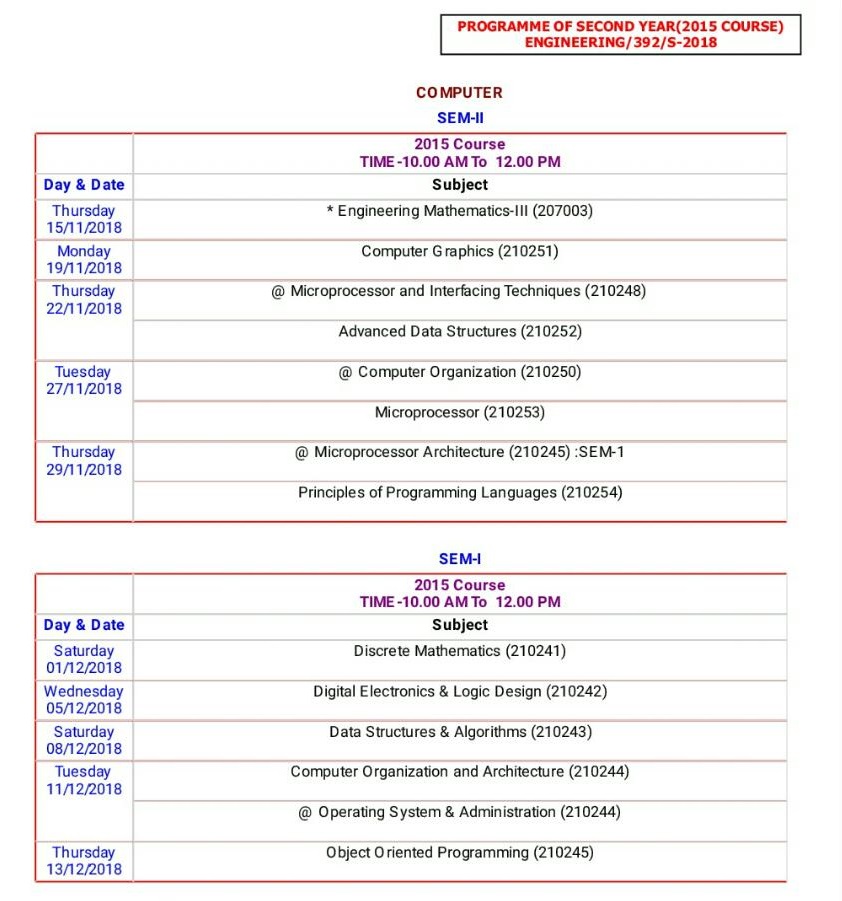 PROGRAMME OF SECOND YEAR(2015 COURSE)
ENGINEERING/392/S-2018
COMPUTER
SEM-II
2015 Course
TIME -10.00 AM To 12.00 PM
Day & Date Subject
Thursday
15/11/2018
* Engineering Mathematics-III (207003)
Monday
19/11/2018
Computer Graphics (210251)
Thursday
22/11/2018
@ Microprocessor and Interfacing Techniques (210248)
Advanced Data Structures (210252)
Tuesday
27/11/2018
@ Computer Organization (210250)
Microprocessor (210253)
Thursday
29/11/2018
@ Microprocessor Architecture (210245) :SEM-1
Principles of Programming Languages (210254)
SEM-I
2015 Course
TIME -10.00 AM To 12.00 PM
Day & Date Subject
Saturday
01/12/2018
Discrete Mathematics (210241)
Wednesday
05/12/2018
Digital Electronics & Logic Design (210242)
Saturday
08/12/2018
Data Structures & Algorithms (210243)
Tuesday
11/12/2018
Computer Organization and Architecture (210244)
@ Operating System & Administration (210244)
Thursday
13/12/2018
Object Oriented Programming (210245)